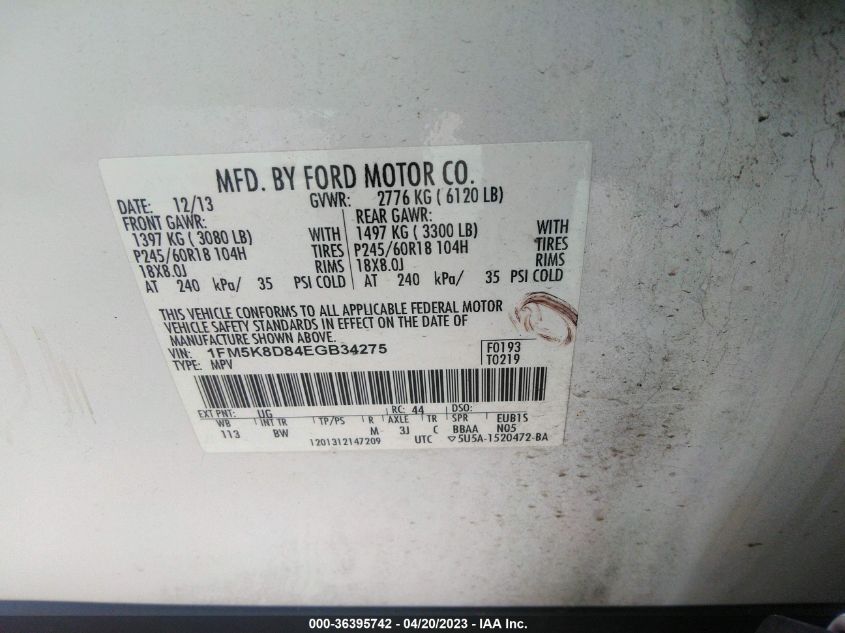 MFD. BY FORD MOTOR CO.
DATE: 12/13 GVWR: 2776 KG ( 6120 LB)
FRONT GAWR: REAR GAWR:
1397 KG ( 3080 LB) WITH 1497 KG ( 3300 LB) WITH
P245/60R18 104H TIRES P245/60R18 104H TIRES
18X8.0J RIMS 18X8.0J RIMS
AT 240 kPa/ 35 PSI COLD AT 240 kPa/ 35 PSI COLD
THIS VEHICLE CONFORMS TO ALL APPLICABLE FEDERAL MOTOR
VEHICLE SAFETY STANDARDS IN EFFECT ON THE DATE OF
MANUFACTURE SHOWN ABOVE.
VIN: 1FM5K8D84EGB34275 F0193
TYPE: MPV T0219
EXT PNT: UG RC: 44 DSO:
WB INT TR TP/PS R AXLE TR SPR EUB1S
113 BW M 3J C BBAA N05
1201312147209 UTC ▽5U5A-1520472-BA
000-36395742 - 04/20/2023 - IAA Inc.